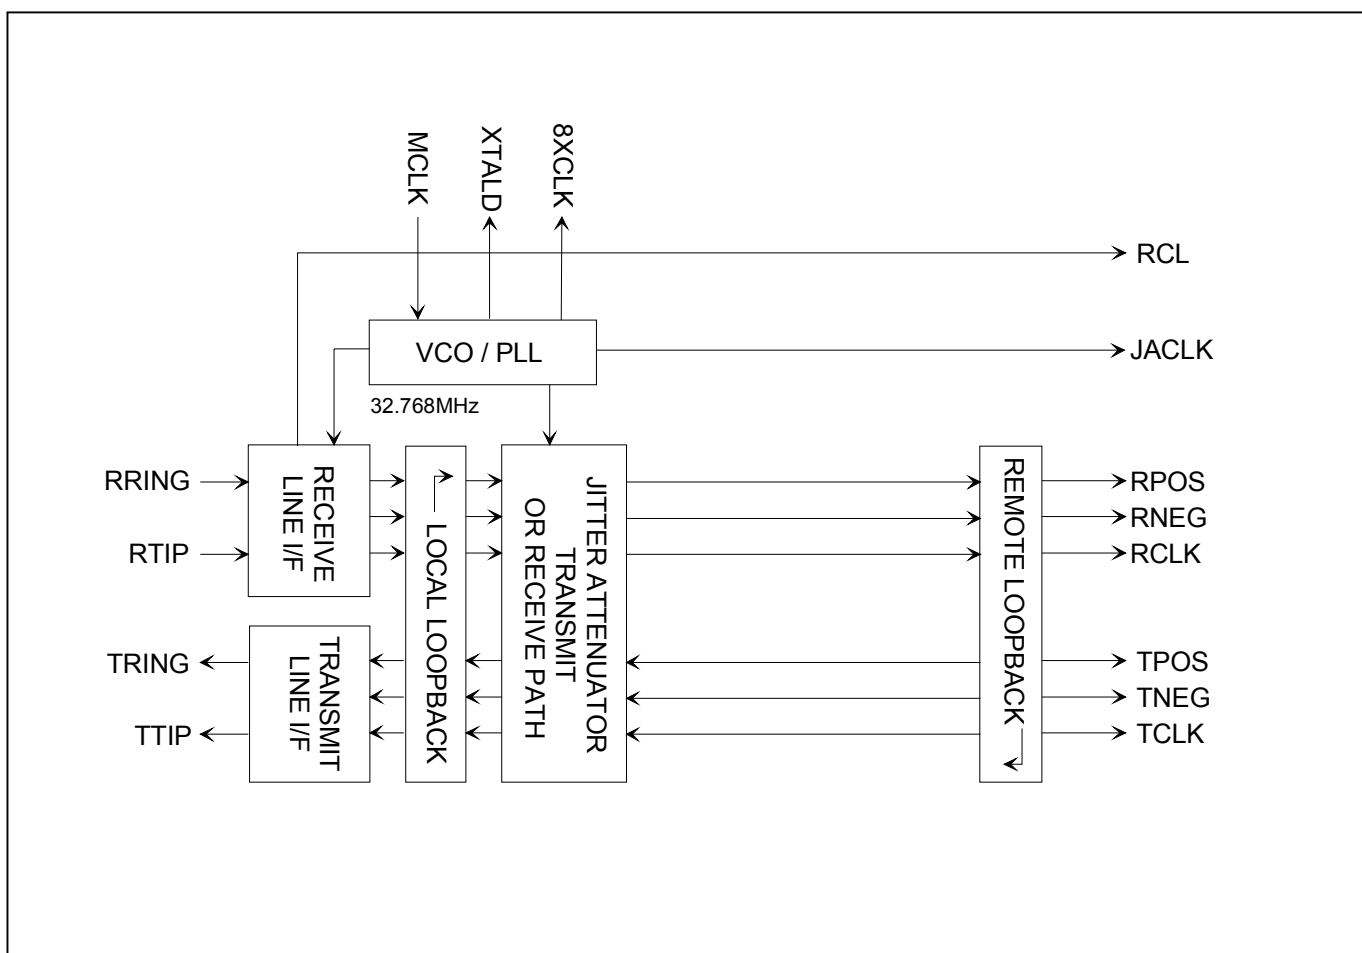 MCLK
XTALD
8XCLK
RCL
VCO / PLL
JACLK
32.768MHz
RRING
RTIP
RECEIVE
LINE I/F
LOCAL LOOPBACK
JITTER ATTENUATOR
TRANSMIT
OR RECEIVE PATH
REMOTE LOOPBACK
RPOS
RNEG
RCLK
TRING
TTIP
TRANSMIT
LINE I/F
TPOS
TNEG
TCLK